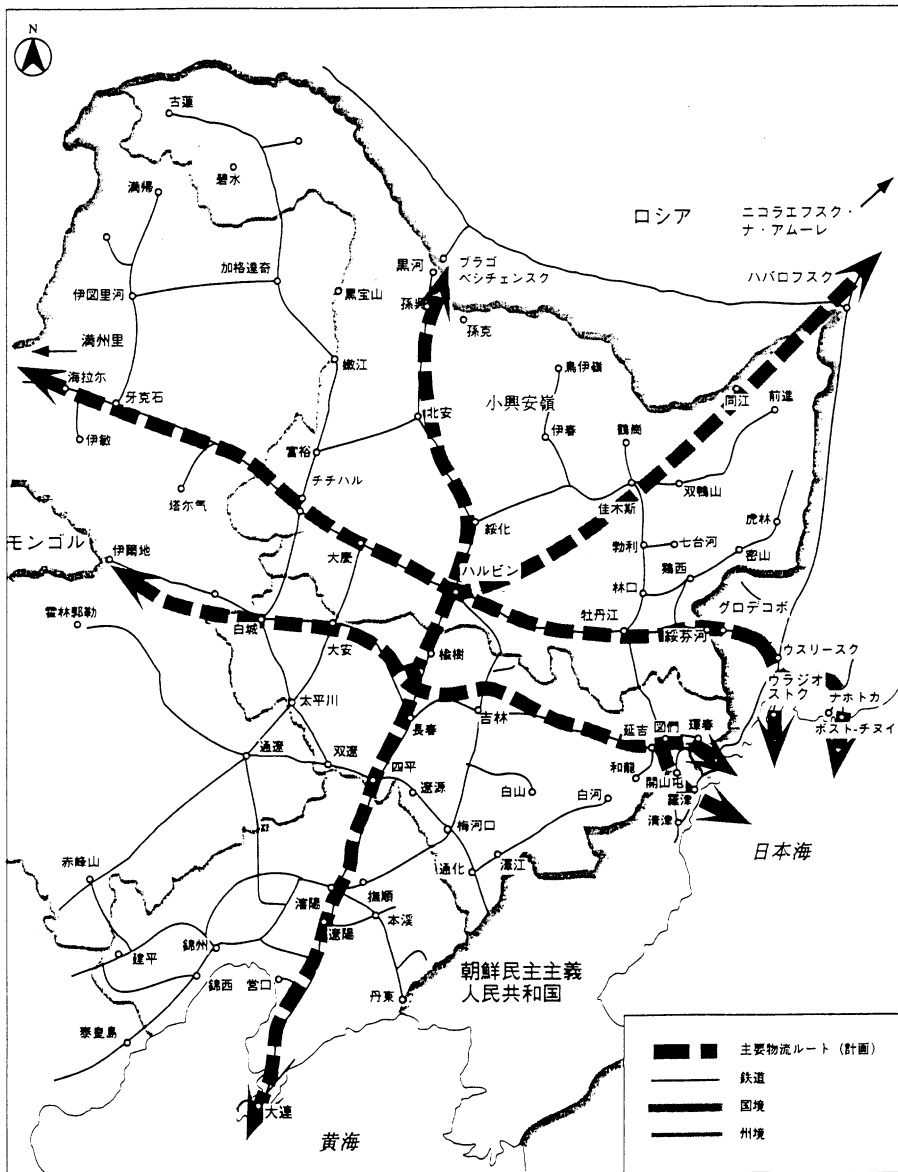 N
古蓮
碧水
満帰
ロシア
ニコラエフスク・
ナ・アムーレ
加格達奇
黒河
ブラゴ
ベシチェンスク
ハバロフスク
伊図里河
黒宝山
孫呉
孫克
満州里
嫩江
烏伊嶺
海拉尔
牙克石
小興安嶺
同江
前進
伊敏
北安
伊春
鶴崗
富裕
チチハル
塔尔气
佳木斯
双鴨山
綏化
虎林
モンゴル
伊爾地
大慶
勃利
七台河
密山
ハルビン
鶏西
林口
霍林郭勒
グロデコボ
白城
牡丹江
綏芬河
大安
楡樹
ウスリースク
ウラジオ
ストク
ナホトカ
太平川
長春
吉林
延吉
図們
琿春
ボストーチヌイ
通遼
双遼
四平
和龍
開山屯
遼源
白山
白河
羅津
清津
梅河口
日本海
赤峰山
通化
渾江
瀋陽
撫順
本渓
遼陽
錦州
建平
朝鮮民主主義
人民共和国
錦西
営口
丹東
秦皇島
大連
黄海
主要物流ルート (計画)
鉄道
国境
州境